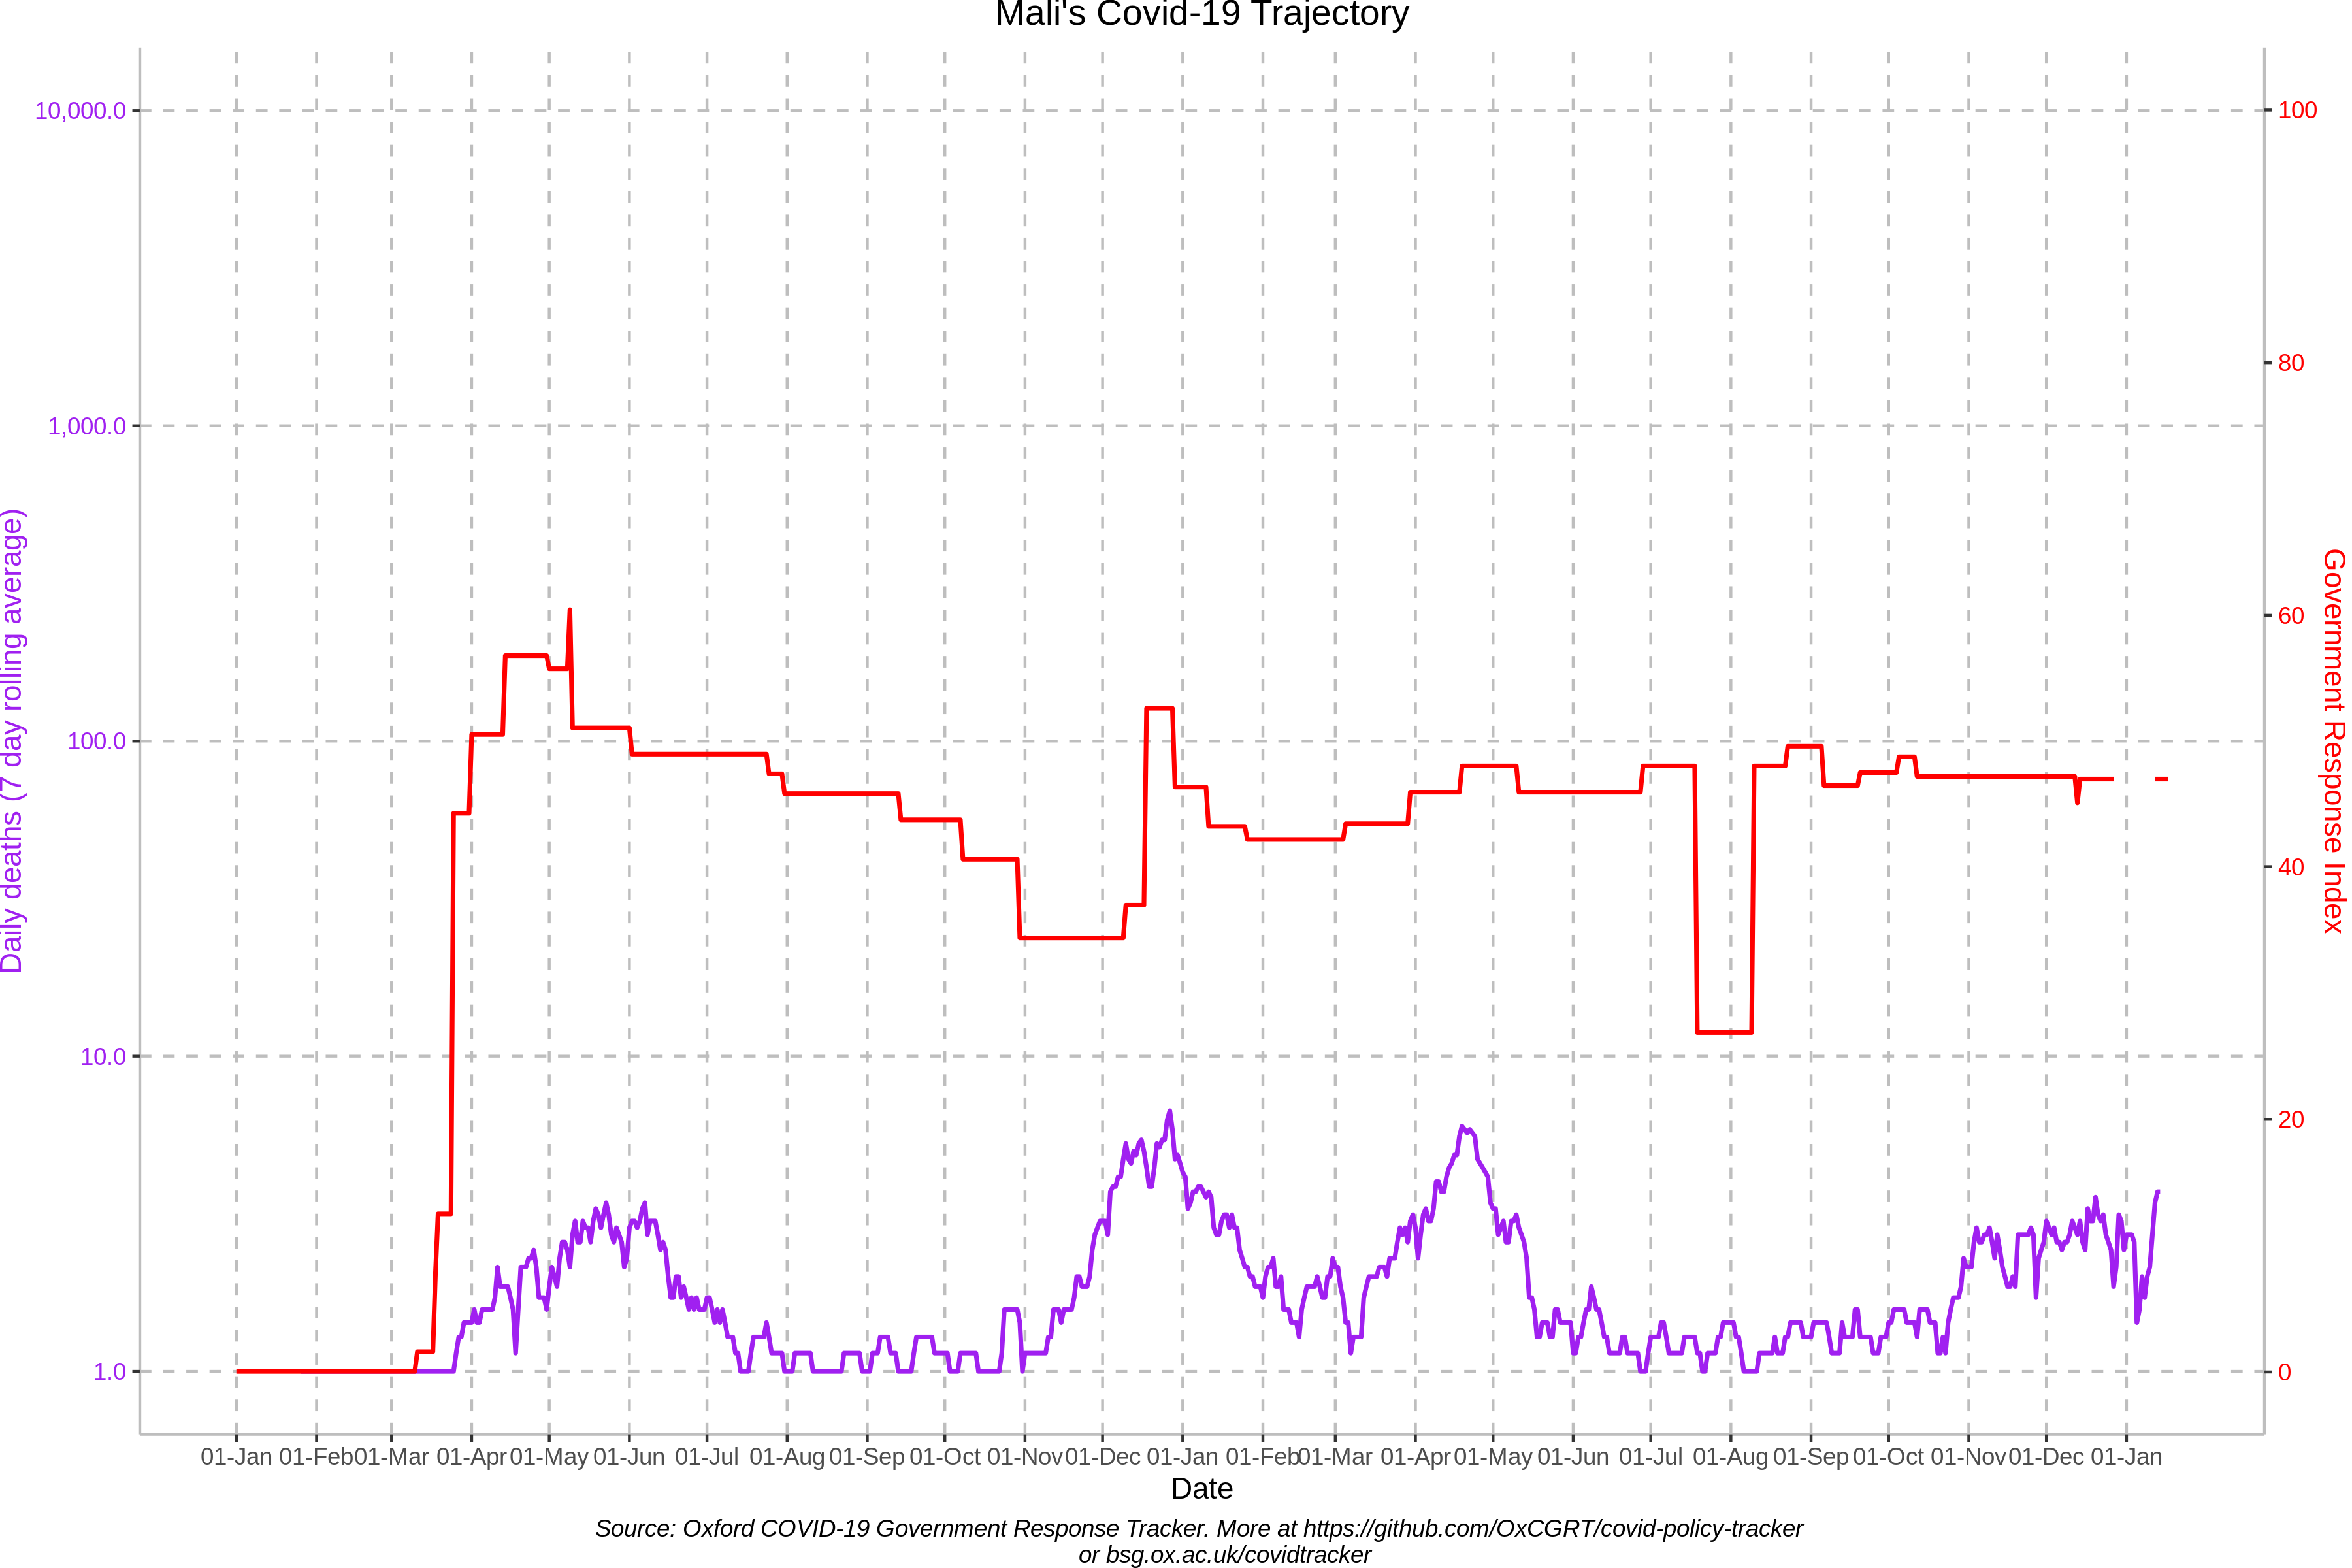 Mali's Covid-19 Trajectory
10,000.0
1,000.0
100.0
10.0
1.0
Daily deaths (7 day rolling average)
100
80
60
40
20
0
Government Response Index
01-Jan 01-Feb 01-Mar 01-Apr 01-May 01-Jun 01-Jul 01-Aug 01-Sep 01-Oct 01-Nov 01-Dec 01-Jan 01-Feb 01-Mar 01-Apr 01-May 01-Jun 01-Jul 01-Aug 01-Sep 01-Oct 01-Nov 01-Dec 01-Jan
Date
Source: Oxford COVID-19 Government Response Tracker. More at https://github.com/OxCGRT/covid-policy-tracker
or bsg.ox.ac.uk/covidtracker